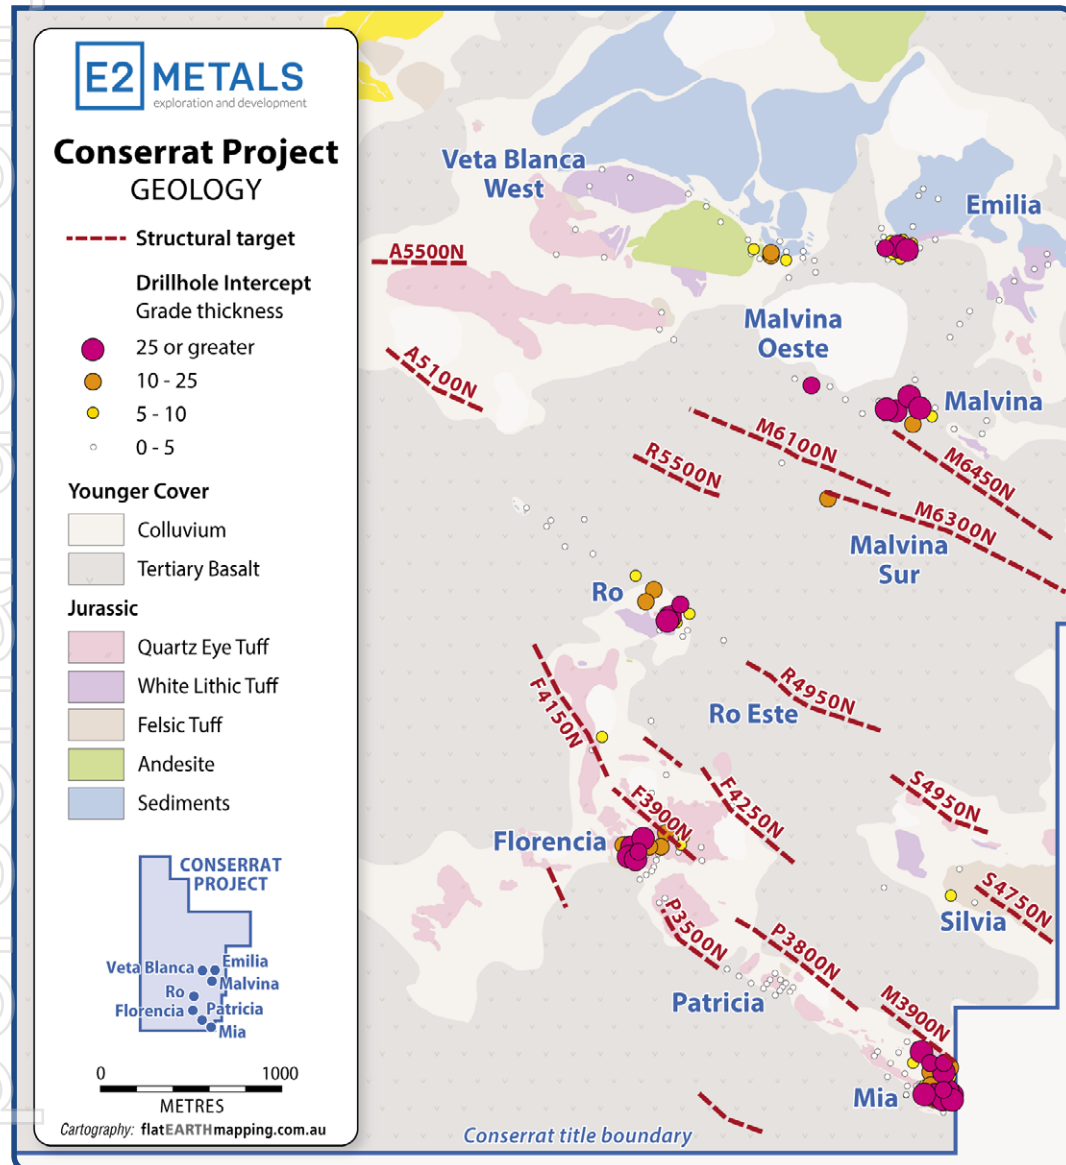 E2 METALS
exploration and development
Conserrat Project
GEOLOGY
Structural target
Drillhole Intercept
Grade thickness
25 or greater
10 - 25
5 - 10
0 - 5
Younger Cover
Colluvium
Tertiary Basalt
Jurassic
Quartz Eye Tuff
White Lithic Tuff
Felsic Tuff
Andesite
Sediments
CONSERRAT
PROJECT
Veta Blanca
Emilia
Malvina
Ro
Florencia
Patricia
Mia
0 1000
METRES
Cartography: flatEARTHmapping.com.au
Veta Blanca
West
Emilia
A5500N
Malvina
Oeste
A5100N
Malvina
M6100N
M6450N
R5500N
M6300N
Malvina
Sur
Ro
F4150N
R4950N
Ro Este
F3900N
F4250N
S4950N
Florencia
S4750N
Silvia
P3500N
P3800N
Patricia
M3900N
Mia
Conserrat title boundary